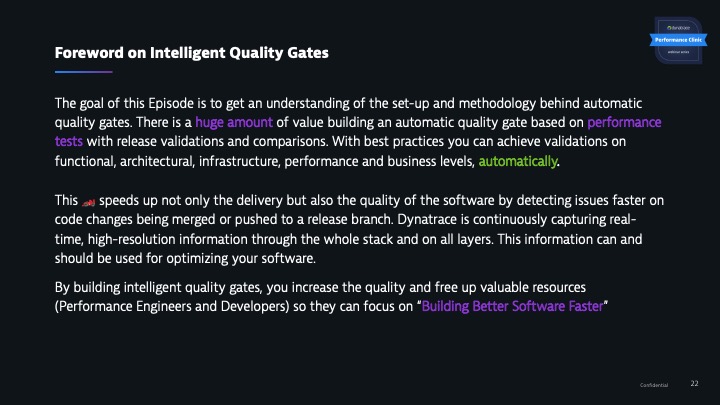 dynatrace
Performance Clinic
webinar series
Foreword on Intelligent Quality Gates
The goal of this Episode is to get an understanding of the set-up and methodology behind automatic
quality gates. There is a huge amount of value building an automatic quality gate based on performance
tests with release validations and comparisons. With best practices you can achieve validations on
functional, architectural, infrastructure, performance and business levels, automatically.
This 🏎️ speeds up not only the delivery but also the quality of the software by detecting issues faster on
code changes being merged or pushed to a release branch. Dynatrace is continuously capturing real-
time, high-resolution information through the whole stack and on all layers. This information can and
should be used for optimizing your software.
By building intelligent quality gates, you increase the quality and free up valuable resources
(Performance Engineers and Developers) so they can focus on “Building Better Software Faster”
Confidential
22